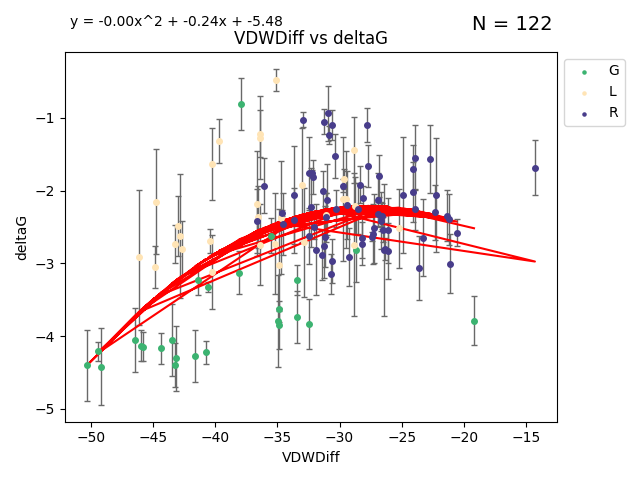 y = -0.00x^2 + -0.24x + -5.48
N = 122
VDWDiff vs deltaG
G
L
R
deltaG
−1
−2
−3
−4
−5
−50
−45
−40
−35
−30
−25
−20
−15
VDWDiff